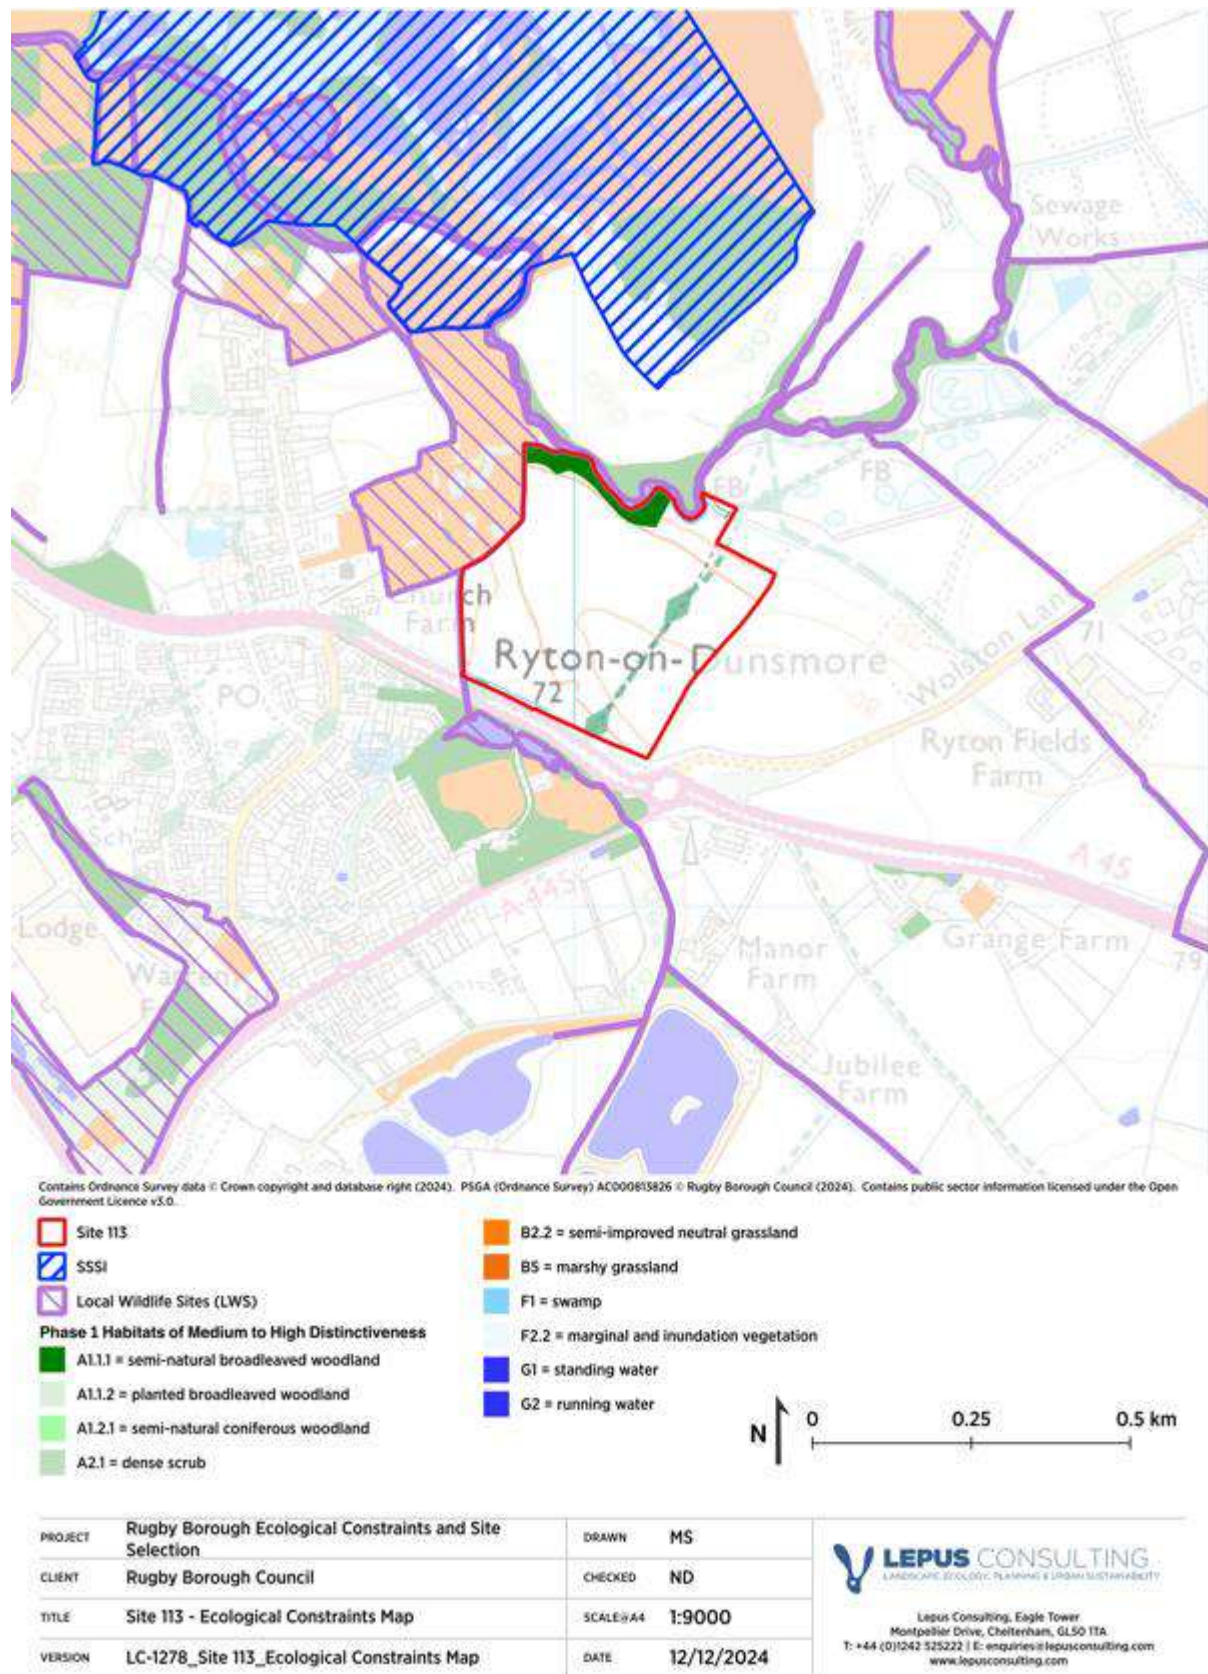 74
Sewage
Works
78
FB
FB
Church
Farm
Ryton-on-Dunsmore
72
PO
Wolston Lan
71
Ryton Fields
Farm
Sch
A 45
A 445
Lodge
Manor
Farm
Grange Farm
79
Jubilee
Farm
Contains Ordnance Survey data © Crown copyright and database right (2024). PSGA (Ordnance Survey) AC000813826 © Rugby Borough Council (2024). Contains public sector information licensed under the Open
Government Licence v3.0.
Site 113
SSSI
Local Wildlife Sites (LWS)
Phase 1 Habitats of Medium to High Distinctiveness
A1.1.1 = semi-natural broadleaved woodland
A1.1.2 = planted broadleaved woodland
A1.2.1 = semi-natural coniferous woodland
A2.1 = dense scrub
B2.2 = semi-improved neutral grassland
B5 = marshy grassland
F1 = swamp
F2.2 = marginal and inundation vegetation
G1 = standing water
G2 = running water
N
0 0.25 0.5 km
PROJECT Rugby Borough Ecological Constraints and Site
Selection
CLIENT Rugby Borough Council
TITLE Site 113 - Ecological Constraints Map
VERSION LC-1278_Site 113_Ecological Constraints Map
DRAWN MS
CHECKED ND
SCALE@A4 1:9000
DATE 12/12/2024
LEPUS CONSULTING
LANDSCAPE, ECOLOGY, PLANNING & URBAN SUSTAINABILITY
Lepus Consulting, Eagle Tower
Montpellier Drive, Cheltenham, GL50 1TA
T: +44 (0)1242 525222 | E: enquiries@lepusconsulting.com
www.lepusconsulting.com